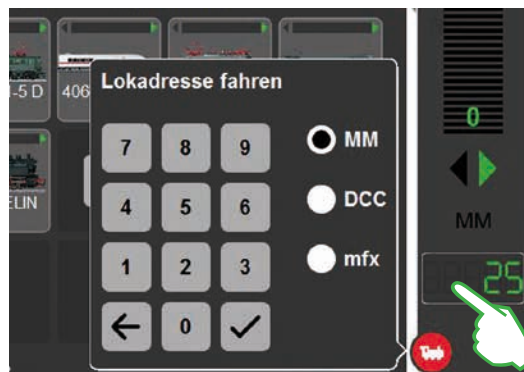 Lokadresse fahren
-5 D
406
ELIN
7 8 9
4 5 6
1 2 3
0
MM
DCC
mfx
0
MM
25